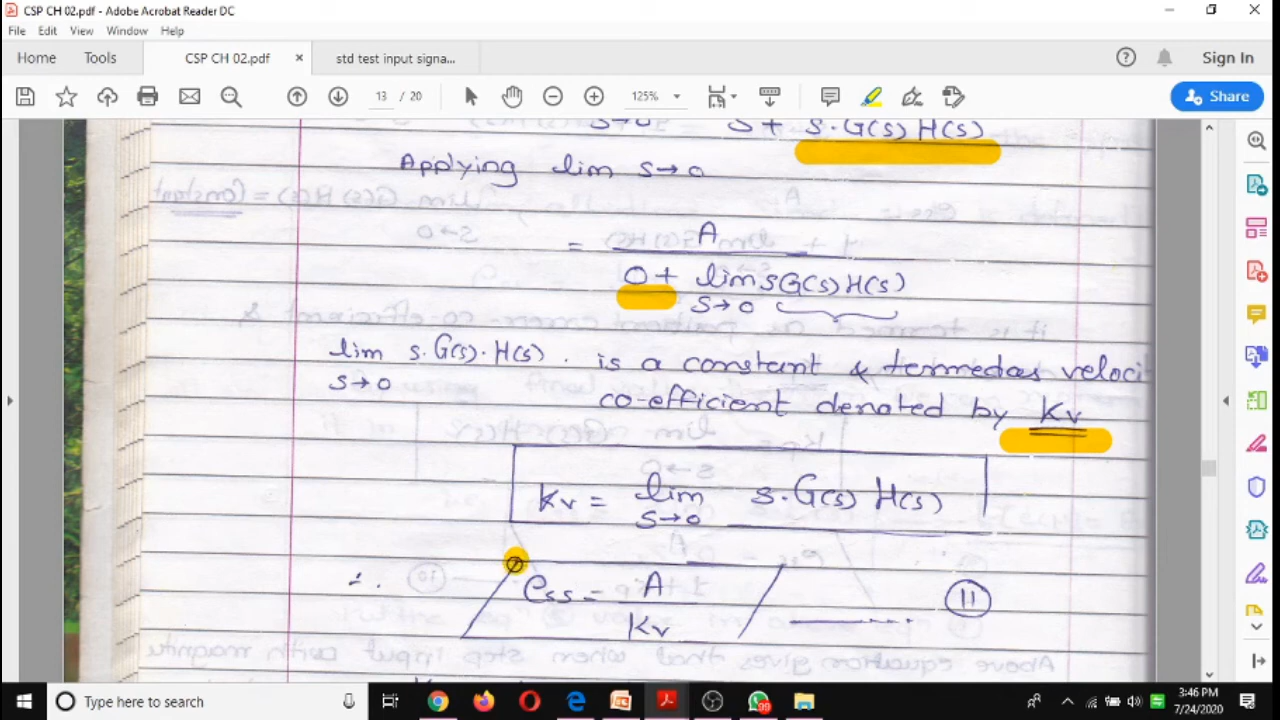 CSP CH 02.pdf - Adobe Acrobat Reader DC
File Edit View Window Help
Home Tools CSP CH 02.pdf × std test input signa...
Sign In
13 / 20 125% Share
s→0 s + s.G(s) H(s)
Applying lim s→0
= A
0 + lim sG(s) H(s)
s→0
lim s.G(s).H(s). is a constant & termed as veloci
s→0
co-efficient denoted by Kv
Kv = lim s.G(s) H(s)
s→0
∴ ess = A
Kv
11
Type here to search
99
3:46 PM
7/24/2020